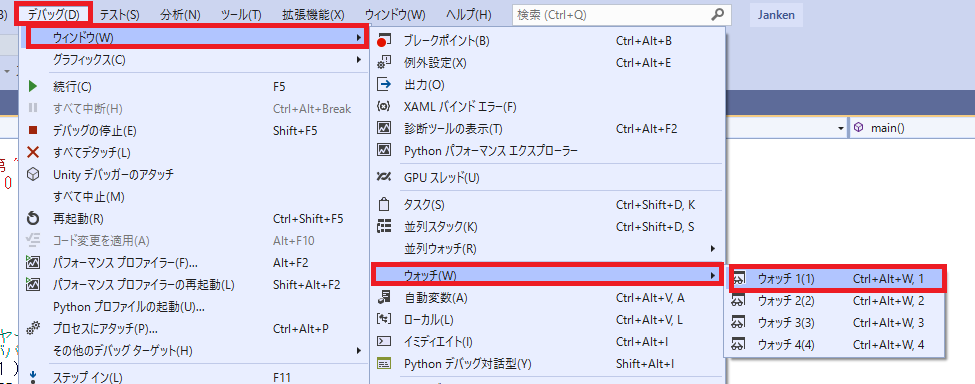 デバッグ(D) テスト(S) 分析(N) ツール(T) 拡張機能(X) ウィンドウ(W) ヘルプ(H) 検索 (Ctrl+Q) Janken
ウィンドウ(W)
グラフィックス(C)
続行(C) F5
すべて中断(H) Ctrl+Alt+Break
デバッグの停止(E) Shift+F5
すべてデタッチ(L)
Unity デバッガーのアタッチ
すべて中止(M)
再起動(R) Ctrl+Shift+F5
コード変更を適用(A) Alt+F10
パフォーマンス プロファイラー(F)... Alt+F2
パフォーマンス プロファイラーの再起動(L) Shift+Alt+F2
Python プロファイルの起動(U)...
プロセスにアタッチ(P)... Ctrl+Alt+P
その他のデバッグ ターゲット(H)
ステップ イン(L) F11
ブレークポイント(B) Ctrl+Alt+B
例外設定(X) Ctrl+Alt+E
出力(O)
XAML バインド エラー(F)
診断ツールの表示(T) Ctrl+Alt+F2
Python パフォーマンス エクスプローラー
GPU スレッド(U)
タスク(S) Ctrl+Shift+D, K
並列スタック(K) Ctrl+Shift+D, S
並列ウォッチ(R)
ウォッチ(W)
自動変数(A) Ctrl+Alt+V, A
ローカル(L) Ctrl+Alt+V, L
イミディエイト(I) Ctrl+Alt+I
Python デバッグ対話型(Y) Shift+Alt+I
ウォッチ 1(1) Ctrl+Alt+W, 1
ウォッチ 2(2) Ctrl+Alt+W, 2
ウォッチ 3(3) Ctrl+Alt+W, 3
ウォッチ 4(4) Ctrl+Alt+W, 4
main()